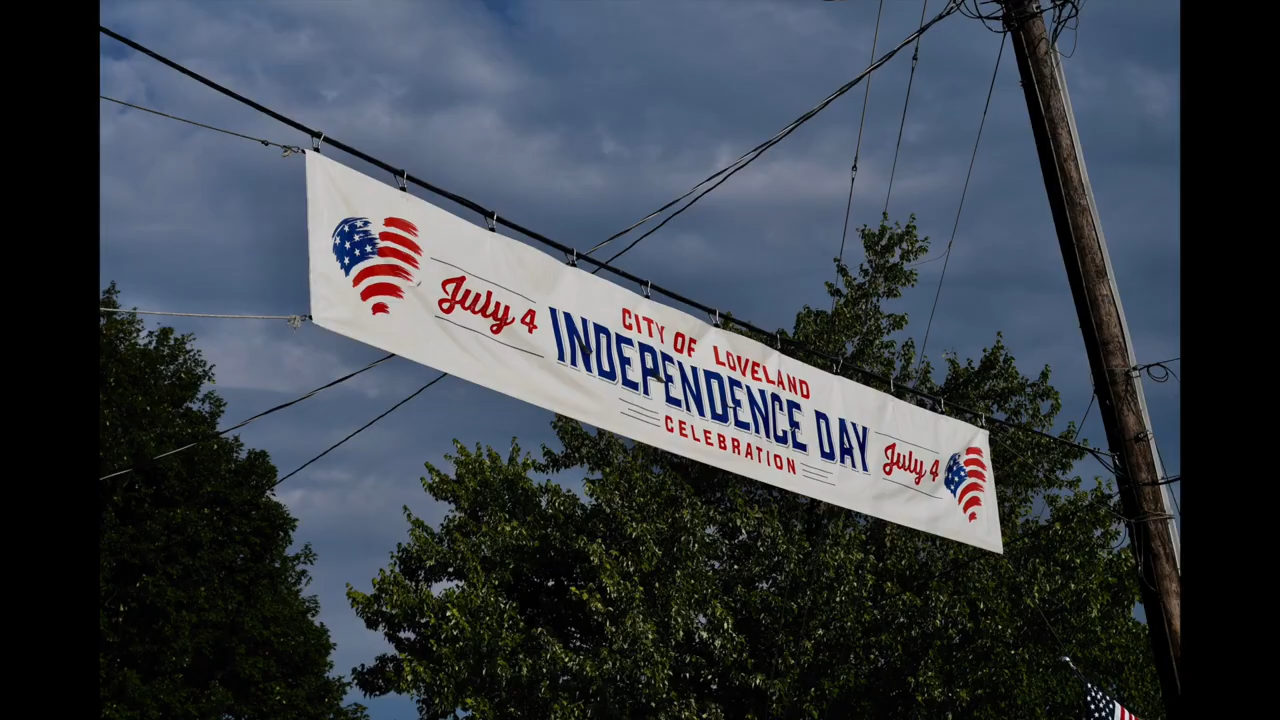 July 4
CITY OF LOVELAND
INDEPENDENCE DAY
CELEBRATION
July 4